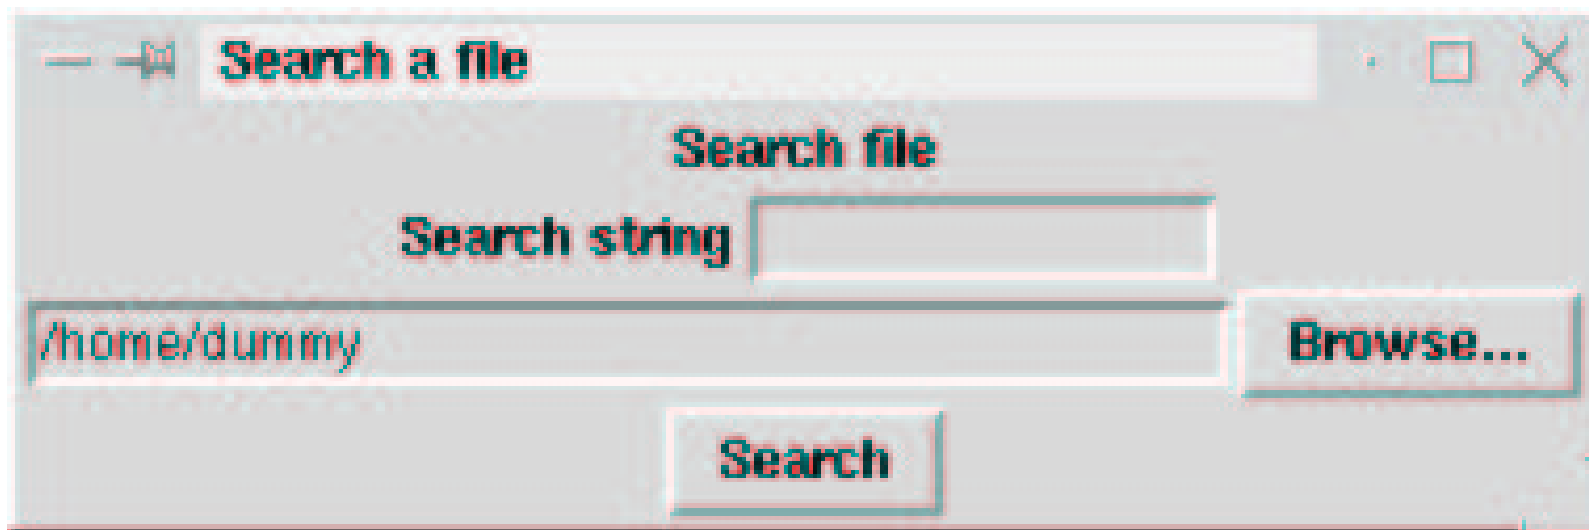 Search a file
Search file
Search string
/home/dummy Browse...
Search